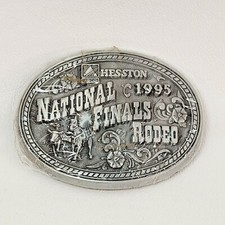 HESSTON
1995
NATIONAL
FINALS
RODEO